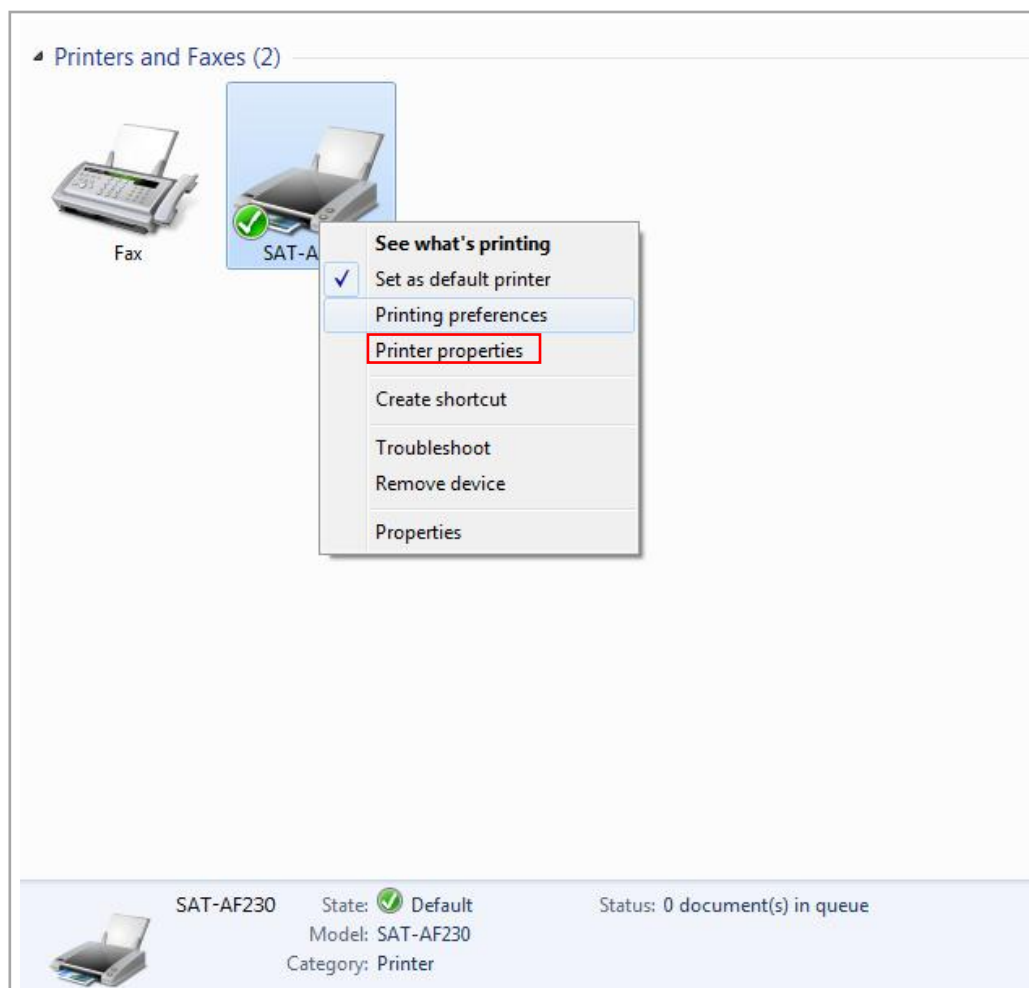 Printers and Faxes (2)
Fax
SAT-A
See what's printing
Set as default printer
Printing preferences
Printer properties
Create shortcut
Troubleshoot
Remove device
Properties
SAT-AF230 State: Default Status: 0 document(s) in queue
Model: SAT-AF230
Category: Printer